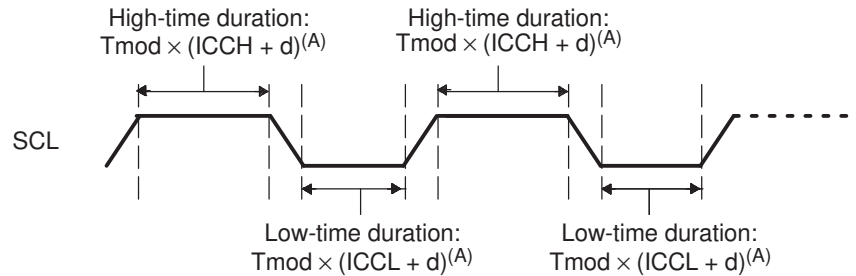 High-time duration:
Tmod × (ICCH + d)(A)
High-time duration:
Tmod × (ICCH + d)(A)
SCL
Low-time duration:
Tmod × (ICCL + d)(A)
Low-time duration:
Tmod × (ICCL + d)(A)